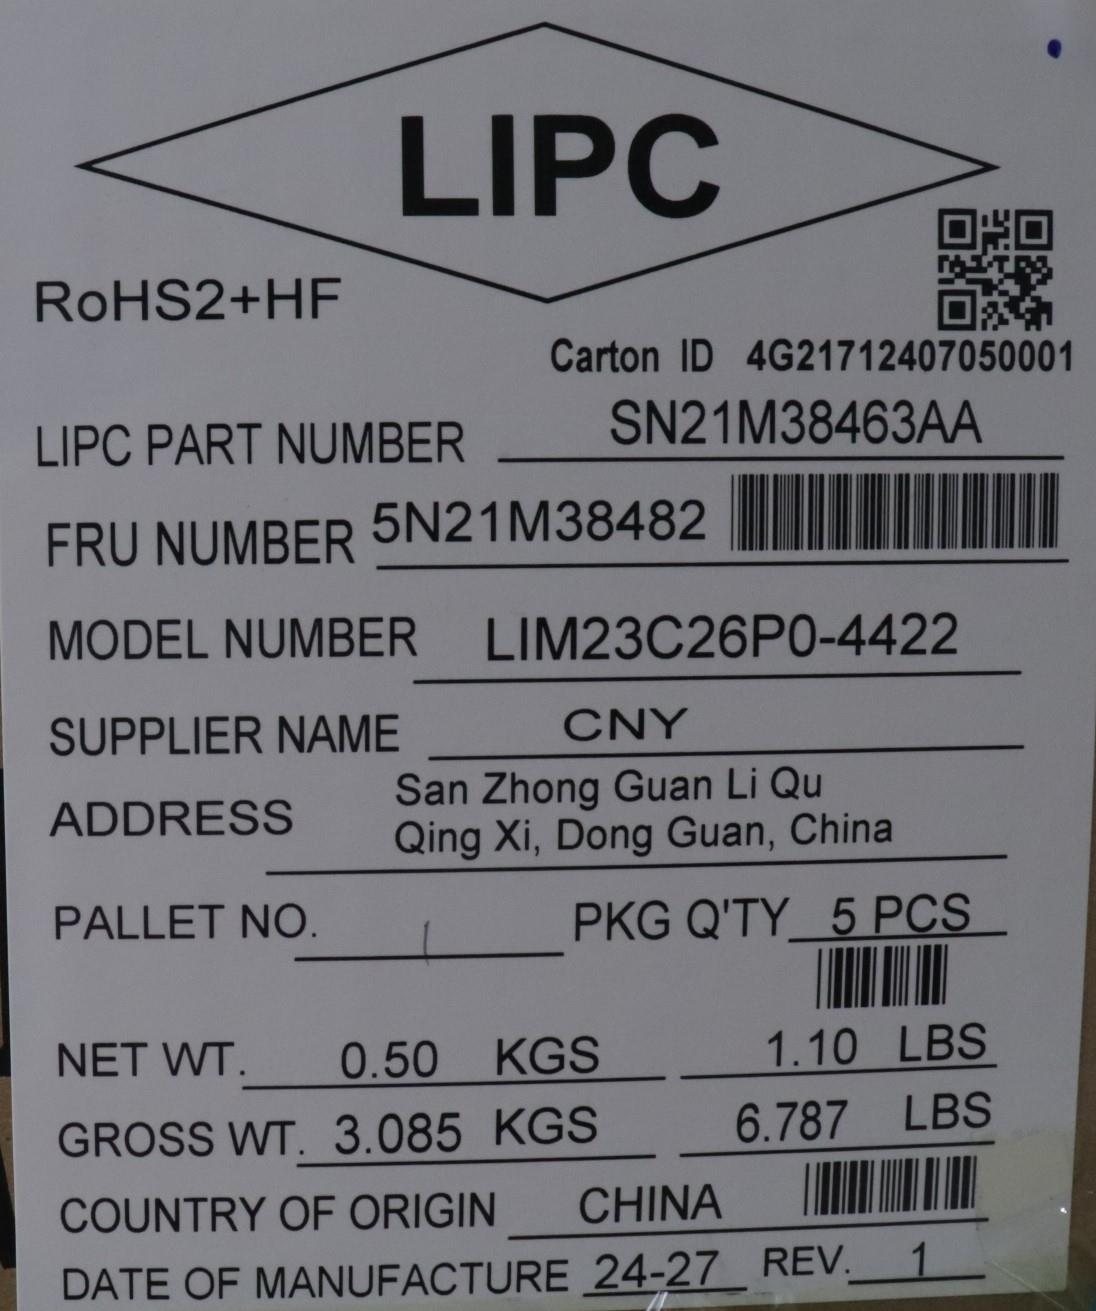 LIPC
RoHS2+HF
Carton ID 4G21712407050001
LIPC PART NUMBER SN21M38463AA
FRU NUMBER 5N21M38482
MODEL NUMBER LIM23C26P0-4422
SUPPLIER NAME CNY
ADDRESS San Zhong Guan Li Qu
Qing Xi, Dong Guan, China
PALLET NO. PKG Q'TY 5 PCS
NET WT. 0.50 KGS 1.10 LBS
GROSS WT. 3.085 KGS 6.787 LBS
COUNTRY OF ORIGIN CHINA
DATE OF MANUFACTURE 24-27 REV. 1